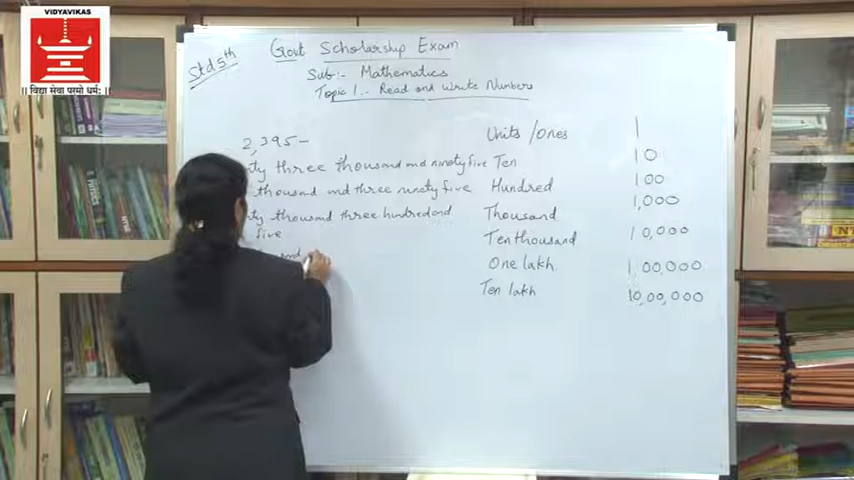 VIDYAVIKAS
|| विद्या सेवा परमो धर्म: ||
Std 5th
Govt Scholarship Exam
Sub:- Mathematics
Topic 1.- Read and Write Numbers
2,395-
three thousand and ninety five
thousand and three ninety five
thousand three hundred and
five
Units /Ones 1
Ten 10
Hundred 100
Thousand 1,000
Ten thousand 10,000
One lakh. 1,00,000
Ten lakh 10,00,000